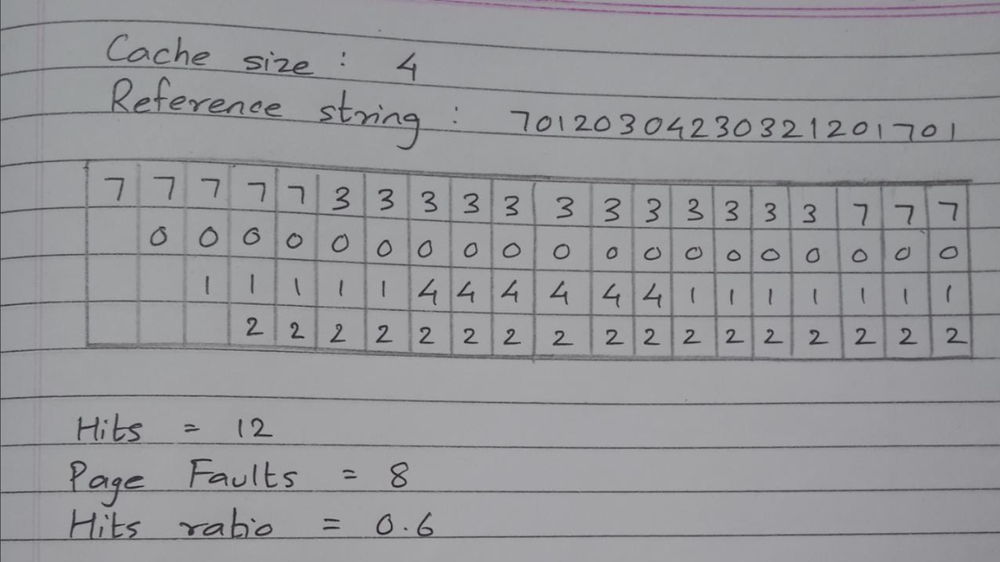 Cache size : 4
Reference string : 70120304230321201701
7 7 7 7 7 3 3 3 3 3 3 3 3 3 3 3 3 7 7 7
0 0 0 0 0 0 0 0 0 0 0 0 0 0 0 0 0 0 0
1 1 1 1 1 4 4 4 4 4 4 1 1 1 1 1 1 1
2 2 2 2 2 2 2 2 2 2 2 2 2 2 2 2 2
Hits = 12
Page Faults = 8
Hits ratio = 0.6